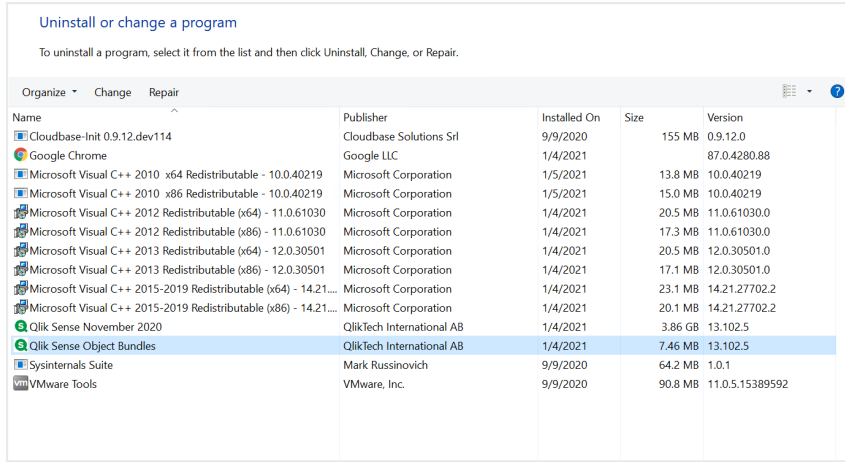 Uninstall or change a program
To uninstall a program, select it from the list and then click Uninstall, Change, or Repair.
Organize Change Repair ?
Name Publisher Installed On Size Version
Cloudbase-Init 0.9.12.dev114 Cloudbase Solutions Srl 9/9/2020 155 MB 0.9.12.0
Google Chrome Google LLC 1/4/2021 87.0.4280.88
Microsoft Visual C++ 2010 x64 Redistributable - 10.0.40219 Microsoft Corporation 1/5/2021 13.8 MB 10.0.40219
Microsoft Visual C++ 2010 x86 Redistributable - 10.0.40219 Microsoft Corporation 1/5/2021 15.0 MB 10.0.40219
Microsoft Visual C++ 2012 Redistributable (x64) - 11.0.61030 Microsoft Corporation 1/4/2021 20.5 MB 11.0.61030.0
Microsoft Visual C++ 2012 Redistributable (x86) - 11.0.61030 Microsoft Corporation 1/4/2021 17.3 MB 11.0.61030.0
Microsoft Visual C++ 2013 Redistributable (x64) - 12.0.30501 Microsoft Corporation 1/4/2021 20.5 MB 12.0.30501.0
Microsoft Visual C++ 2013 Redistributable (x86) - 12.0.30501 Microsoft Corporation 1/4/2021 17.1 MB 12.0.30501.0
Microsoft Visual C++ 2015-2019 Redistributable (x64) - 14.21.... Microsoft Corporation 1/4/2021 23.1 MB 14.21.27702.2
Microsoft Visual C++ 2015-2019 Redistributable (x86) - 14.21.... Microsoft Corporation 1/4/2021 20.1 MB 14.21.27702.2
Qlik Sense November 2020 QlikTech International AB 1/4/2021 3.86 GB 13.102.5
Qlik Sense Object Bundles QlikTech International AB 1/4/2021 7.46 MB 13.102.5
Sysinternals Suite Mark Russinovich 9/9/2020 64.2 MB 1.0.1
vm VMware Tools VMware, Inc. 9/9/2020 90.8 MB 11.0.5.15389592